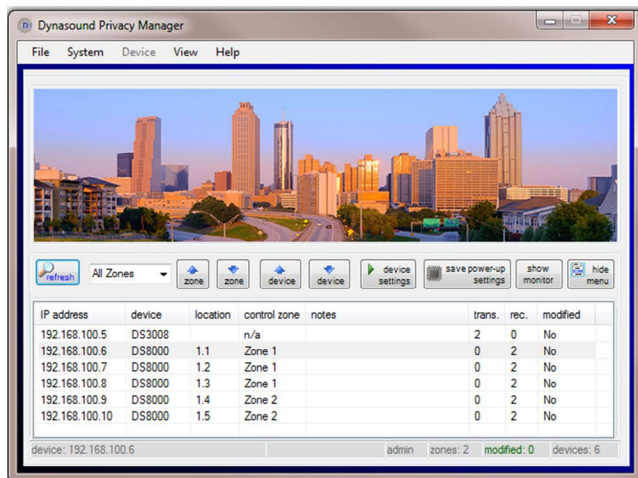 Dynasound Privacy Manager
File System Device View Help
refresh All Zones zone zone device device device settings save power-up settings show monitor hide menu
IP address device location control zone notes trans. rec. modified
192.168.100.5 DS3008 n/a 2 0 No
192.168.100.6 DS8000 1.1 Zone 1 0 2 No
192.168.100.7 DS8000 1.2 Zone 1 0 2 No
192.168.100.8 DS8000 1.3 Zone 1 0 2 No
192.168.100.9 DS8000 1.4 Zone 2 0 2 No
192.168.100.10 DS8000 1.5 Zone 2 0 2 No
device: 192.168.100.6 admin zones: 2 modified: 0 devices: 6